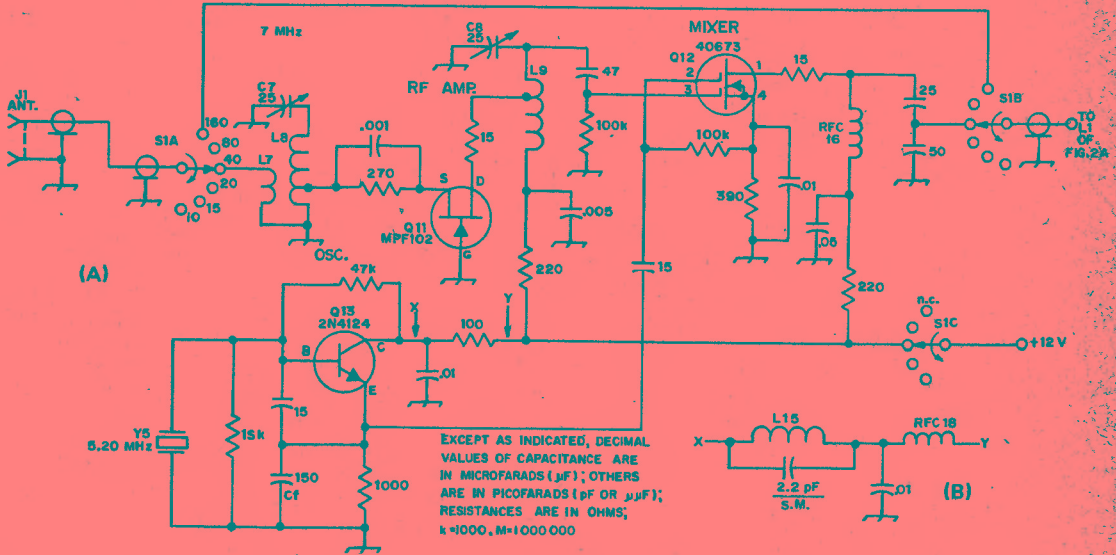 7 MHz
C8
25
MIXER
40673
Q12
J1
ANT.
S1A
160
80
40
20
15
10
C7
25
L8
L7
RF AMP.
L9
47
.001
270
15
S
D
G
Q11
MPF102
100k
.005
220
2
3
1
4
15
100k
390
.01
RFC
16
.05
25
50
S1B
TO
L1
OF
FIG. 2A
220
15
(A)
OSC.
47k
Q13
2N4124
B
C
E
X
Y
100
.01
n.c.
S1C
+12 V
Y5
5.20 MHz
15k
15
150
Cf
1000
EXCEPT AS INDICATED, DECIMAL
VALUES OF CAPACITANCE ARE
IN MICROFARADS (µF); OTHERS
ARE IN PICOFARADS (pF OR µµF);
RESISTANCES ARE IN OHMS;
k=1000, M=1000 000
L15
RFC18
X
Y
2.2 pF
S.M.
.01
(B)